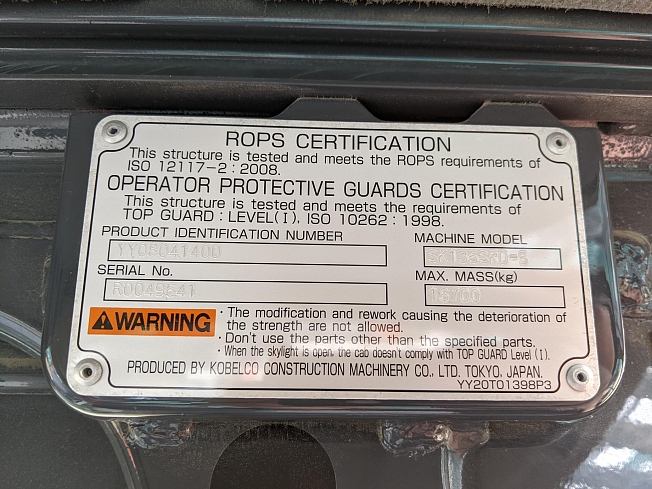 ROPS CERTIFICATION
This structure is tested and meets the ROPS requirements of
ISO 12117-2 : 2008.
OPERATOR PROTECTIVE GUARDS CERTIFICATION
This structure is tested and meets the requirements of
TOP GUARD : LEVEL(I), ISO 10262 : 1998.
PRODUCT IDENTIFICATION NUMBER
MACHINE MODEL
SERIAL No.
R0049541
MAX. MASS(kg)
WARNING
· The modification and rework causing the deterioration of
the strength are not allowed.
· Don't use the parts other than the specified parts.
· When the skylight is open, the cab doesn't comply with TOP GUARD Level (I).
PRODUCED BY KOBELCO CONSTRUCTION MACHINERY CO., LTD. TOKYO, JAPAN.
YY20T01398P3